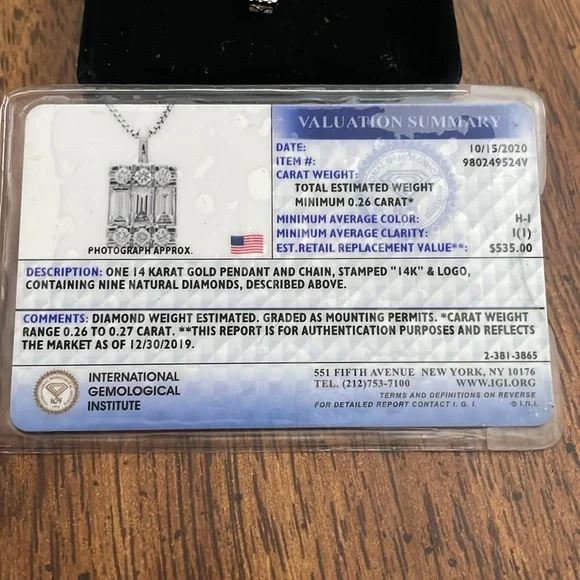 VALUATION SUMMARY
DATE: 10/15/2020
ITEM #: 980249524V
CARAT WEIGHT:
TOTAL ESTIMATED WEIGHT
MINIMUM 0.26 CARAT*
MINIMUM AVERAGE COLOR: H-I
MINIMUM AVERAGE CLARITY: I(1)
EST.RETAIL REPLACEMENT VALUE**: $535.00
PHOTOGRAPH APPROX.
DESCRIPTION: ONE 14 KARAT GOLD PENDANT AND CHAIN, STAMPED "14K" & LOGO,
CONTAINING NINE NATURAL DIAMONDS, DESCRIBED ABOVE.
COMMENTS: DIAMOND WEIGHT ESTIMATED. GRADED AS MOUNTING PERMITS. *CARAT WEIGHT
RANGE 0.26 TO 0.27 CARAT. **THIS REPORT IS FOR AUTHENTICATION PURPOSES AND REFLECTS
THE MARKET AS OF 12/30/2019.
2-381-3865
INTERNATIONAL
GEMOLOGICAL
INSTITUTE
551 FIFTH AVENUE NEW YORK, NY 10176
TEL. (212)753-7100 WWW.IGI.ORG
TERMS AND DEFINITIONS ON REVERSE
FOR DETAILED REPORT CONTACT I. G. I. © I.G.I.